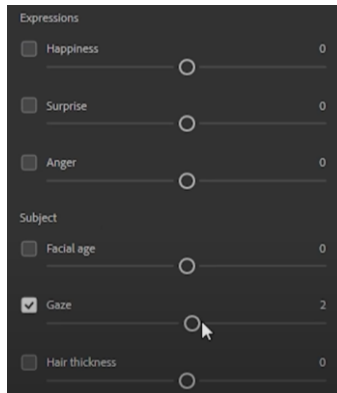 Expressions
Happiness 0
Surprise 0
Anger 0
Subject
Facial age 0
Gaze 2
Hair thickness 0